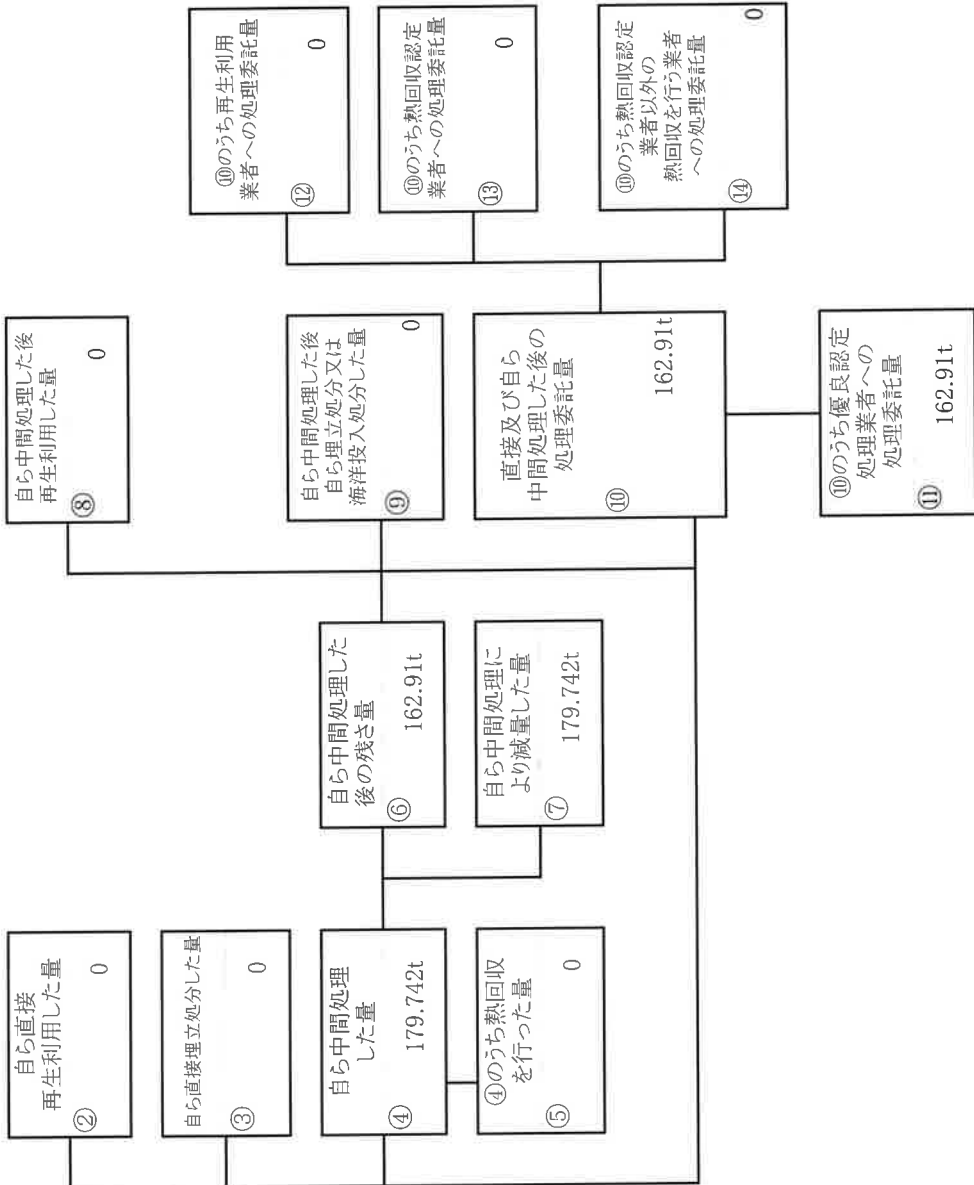 ②
自ら直接
再生利用した量
0
③
自ら直接埋立処分した量
0
④
自ら中間処理
した量
179.742t
⑤
④のうち熱回収
を行った量
0
⑥
自ら中間処理した
後の残さ量
162.91t
⑦
自ら中間処理に
より減量した量
179.742t
⑧
自ら中間処理した後
再生利用した量
0
⑨
自ら中間処理した後
自ら埋立処分又は
海洋投入処分した量
0
⑩
直接及び自ら
中間処理した後の
処理委託量
162.91t
⑪
⑩のうち優良認定
処理業者への
処理委託量
162.91t
⑫
⑩のうち再生利用
業者への処理委託量
0
⑬
⑩のうち熱回収認定
業者への処理委託量
0
⑭
⑩のうち熱回収認定
業者以外の
熱回収を行う業者
への処理委託量
0